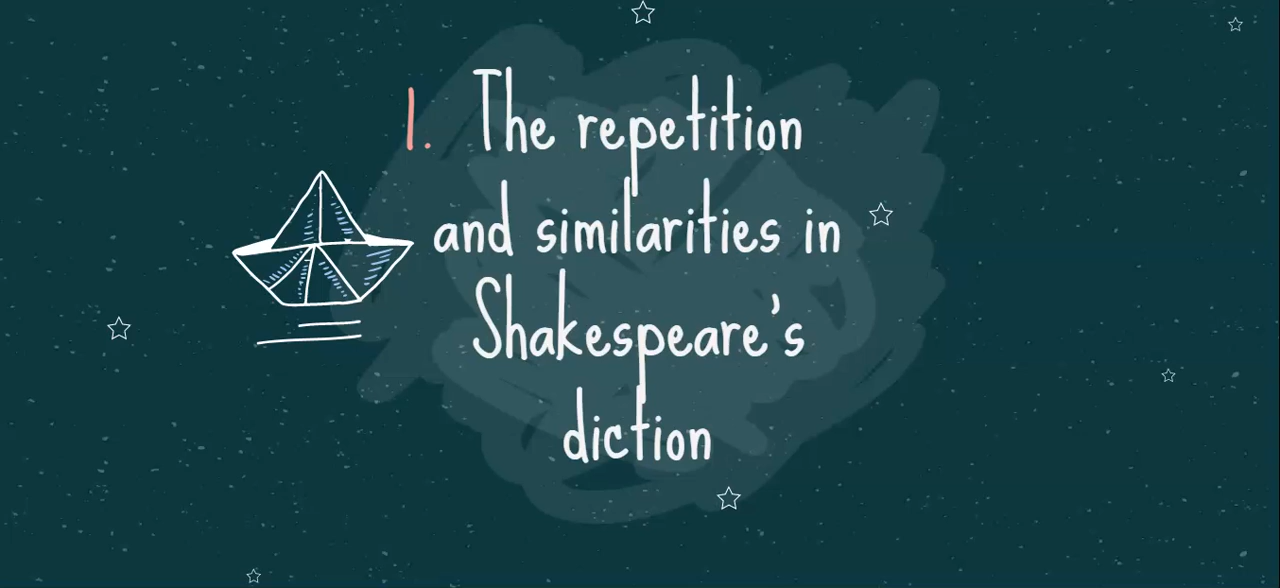 1. The repetition
and similarities in
Shakespeare's
diction